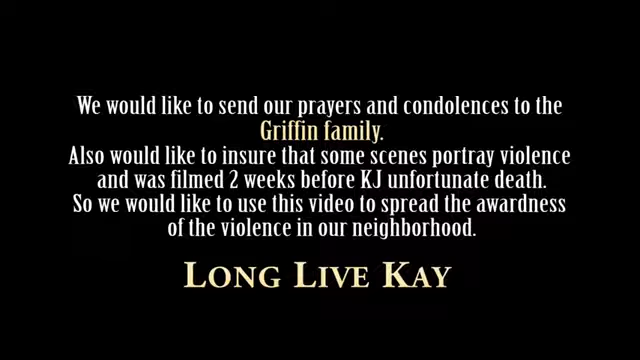 We would like to send our prayers and condolences to the
Griffin family.
Also would like to insure that some scenes portray violence
and was filmed 2 weeks before KJ unfortunate death.
So we would like to use this video to spread the awardness
of the violence in our neighborhood.
LONG LIVE KAY